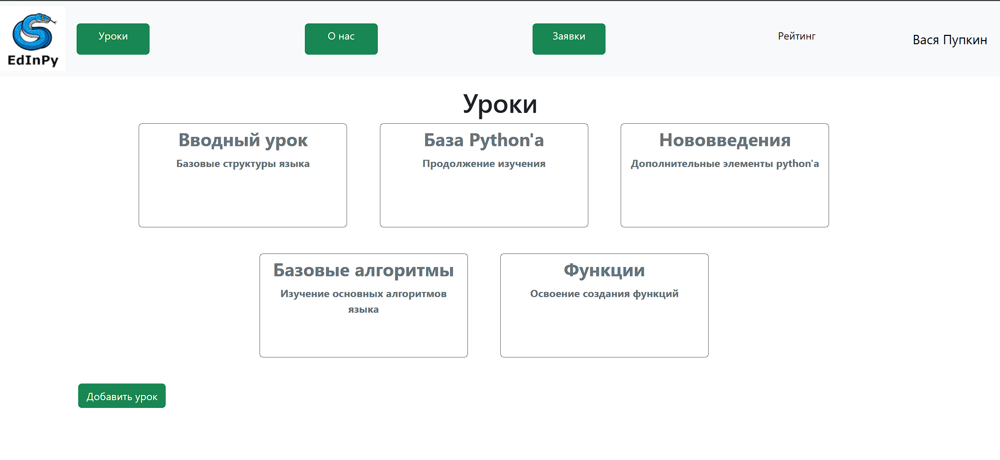 EdInPy
Уроки
О нас
Заявки
Рейтинг
Вася Пупкин
Уроки
Вводный урок
Базовые структуры языка
База Python'а
Продолжение изучения
Нововведения
Дополнительные элементы python'а
Базовые алгоритмы
Изучение основных алгоритмов
языка
Функции
Освоение создания функций
Добавить урок